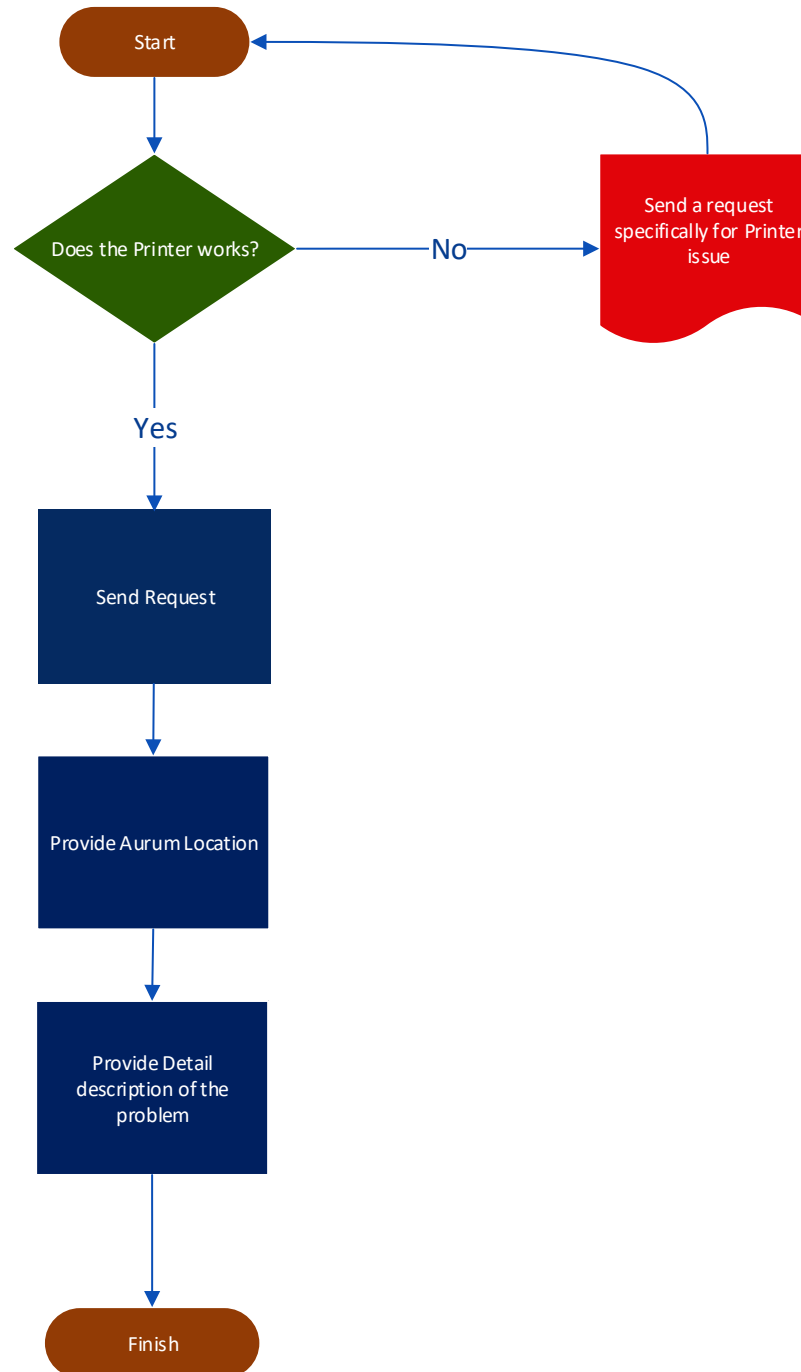 Start
Does the Printer works?
No
Send a request
specifically for Printer
issue
Yes
Send Request
Provide Aurum Location
Provide Detail
description of the
problem
Finish